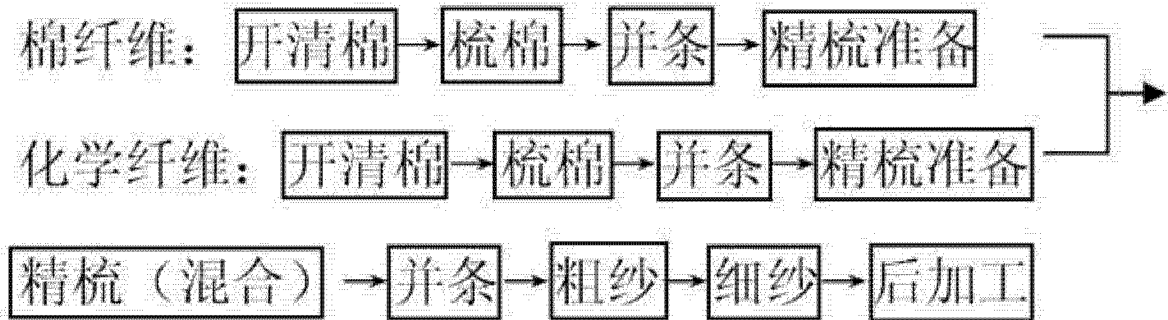 棉纤维：开清棉→梳棉→并条→精梳准备
化学纤维：开清棉→梳棉→并条→精梳准备
精梳（混合）→并条→粗纱→细纱→后加工